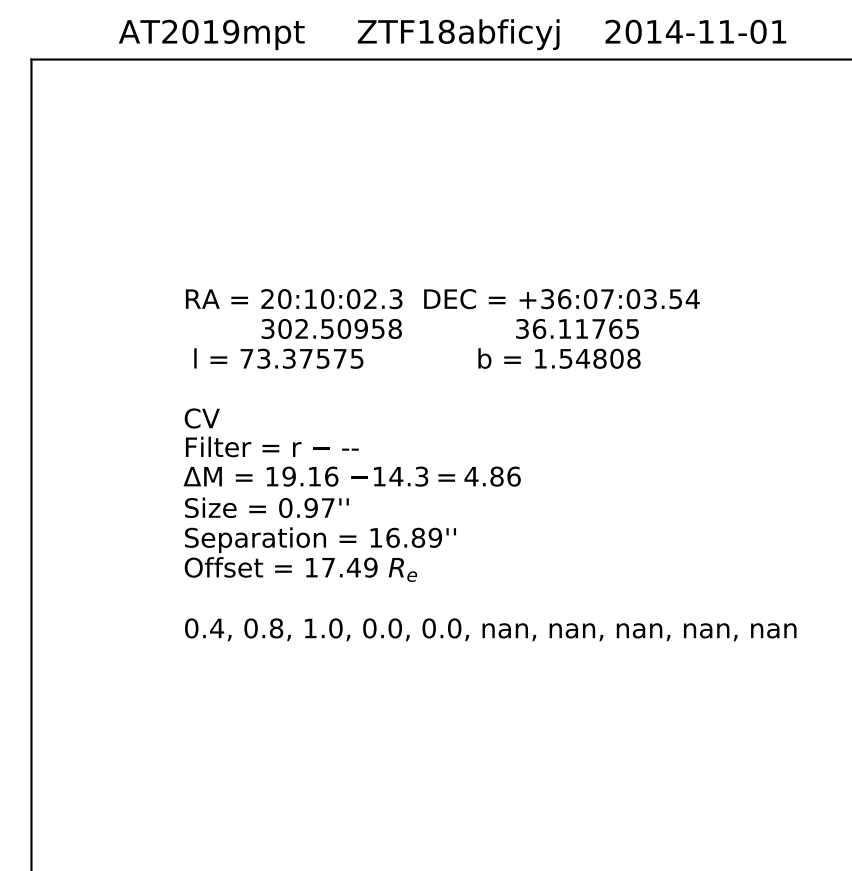 AT2019mpt ZTF18abficyj 2014-11-01
RA = 20:10:02.3 DEC = +36:07:03.54
302.50958 36.11765
l = 73.37575 b = 1.54808
CV
Filter = r − --
ΔM = 19.16 −14.3 = 4.86
Size = 0.97''
Separation = 16.89''
Offset = 17.49 Rₑ
0.4, 0.8, 1.0, 0.0, 0.0, nan, nan, nan, nan, nan